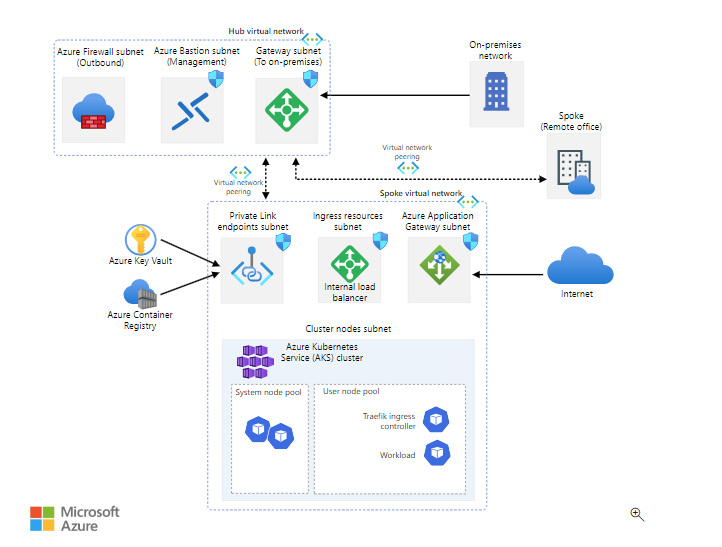 Hub virtual network
Azure Firewall subnet
(Outbound)
Azure Bastion subnet
(Management)
Gateway subnet
(To on-premises)
On-premises
network
Spoke
(Remote office)
Virtual network
peering
Virtual network
peering
Spoke virtual network
Private Link
endpoints subnet
Ingress resources
subnet
Azure Application
Gateway subnet
Azure Key Vault
Internal load
balancer
Internet
Azure Container
Registry
Cluster nodes subnet
Azure Kubernetes
Service (AKS) cluster
System node pool
User node pool
Traefik ingress
controller
Workload
Microsoft
Azure